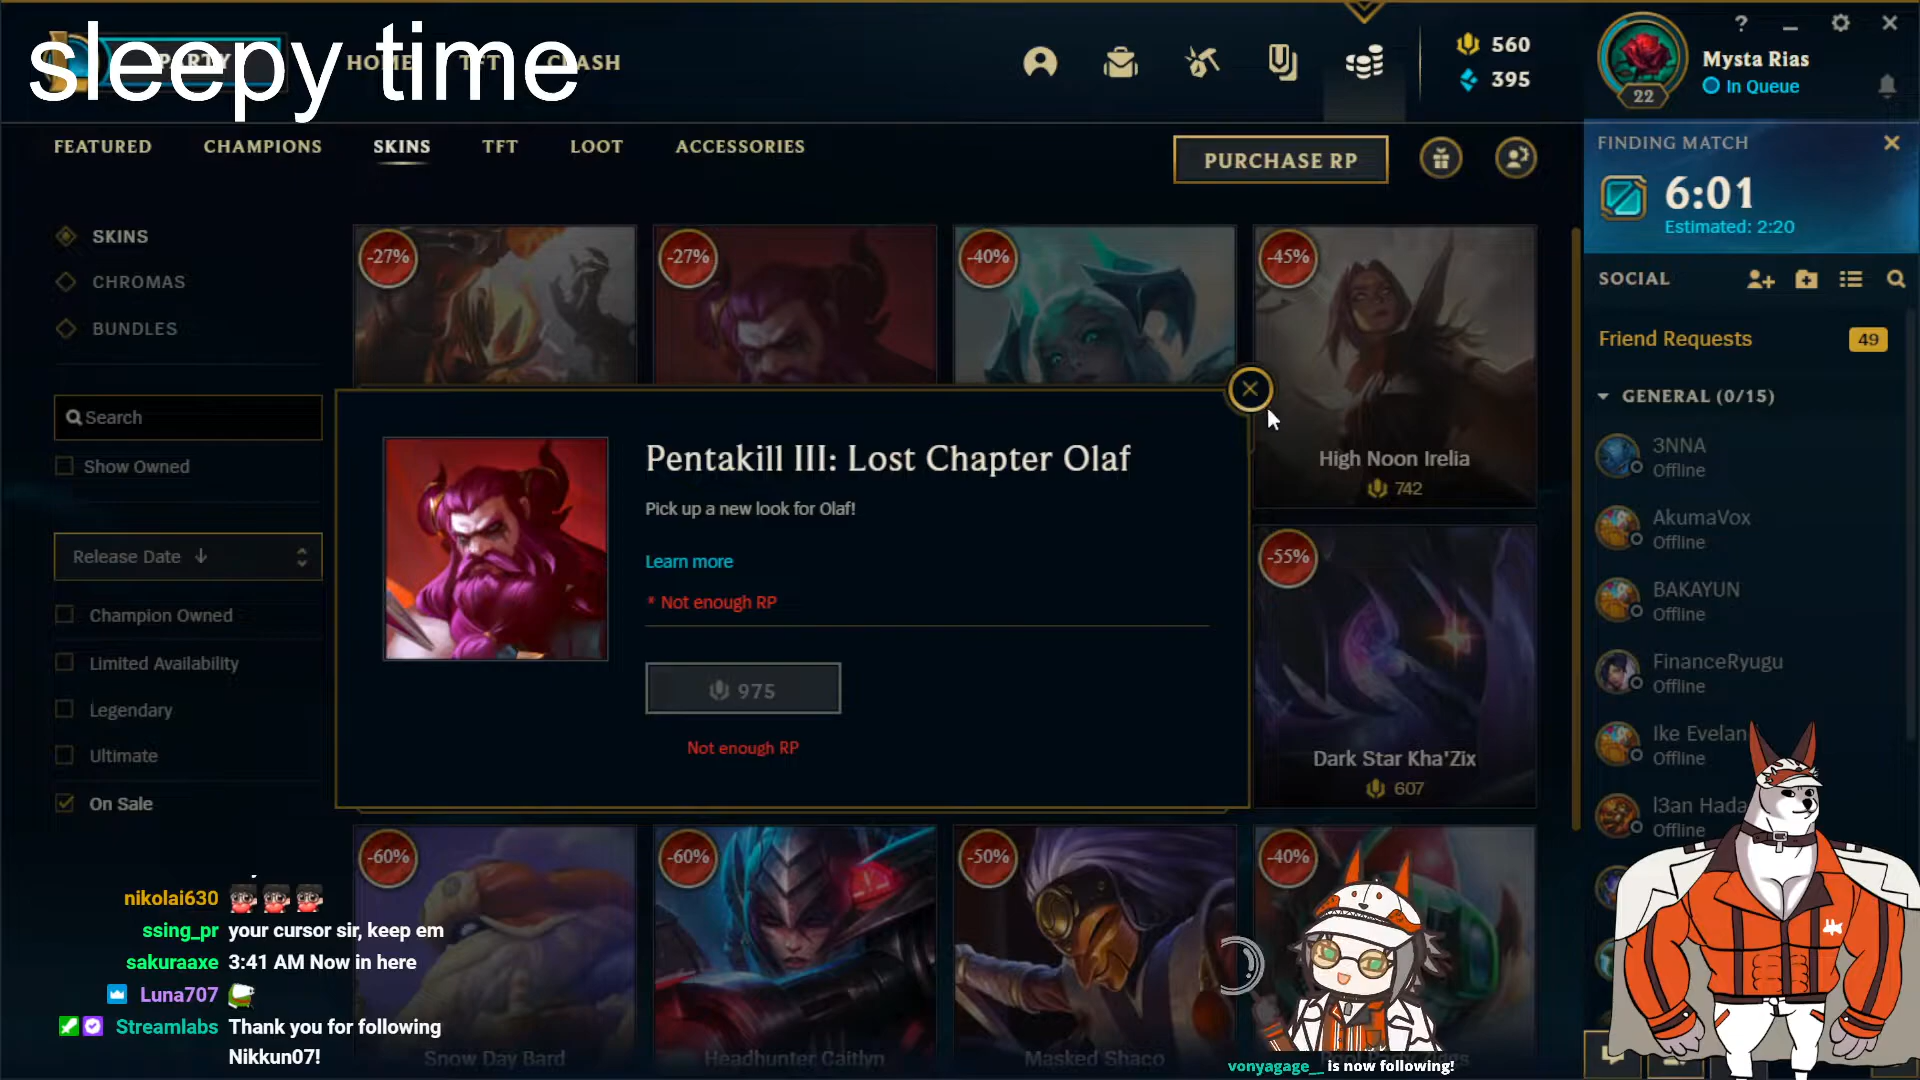 sleepy time
PARTY
HOME
TFT
CLASH
560
395
?
Mysta Rias
In Queue
22
FEATURED
CHAMPIONS
SKINS
TFT
LOOT
ACCESSORIES
PURCHASE RP
FINDING MATCH
6:01
Estimated: 2:20
SKINS
CHROMAS
BUNDLES
Search
Show Owned
Release Date
Champion Owned
Limited Availability
Legendary
Ultimate
On Sale
-27%
-27%
-40%
-45%
High Noon Irelia
742
Pentakill III: Lost Chapter Olaf
Pick up a new look for Olaf!
Learn more
* Not enough RP
975
Not enough RP
-55%
Dark Star Kha'Zix
607
-60%
Snow Day Bard
-60%
Headhunter Caitlyn
-50%
Masked Shaco
-40%
SOCIAL
Friend Requests
49
GENERAL (0/15)
3NNA
Offline
AkumaVox
Offline
BAKAYUN
Offline
FinanceRyugu
Offline
Ike Evelan
Offline
l3an Hada
Offline
nikolai630
ssing_pr your cursor sir, keep em
sakuraaxe 3:41 AM Now in here
Luna707
Streamlabs Thank you for following
Nikkun07!
vonyagage__ is now following!